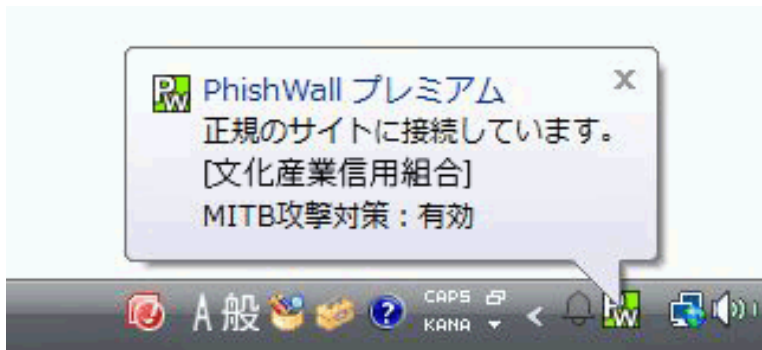 PhishWall プレミアム
正規のサイトに接続しています。
[文化産業信用組合]
MITB攻撃対策：有効
A 般 CAPS
KANA